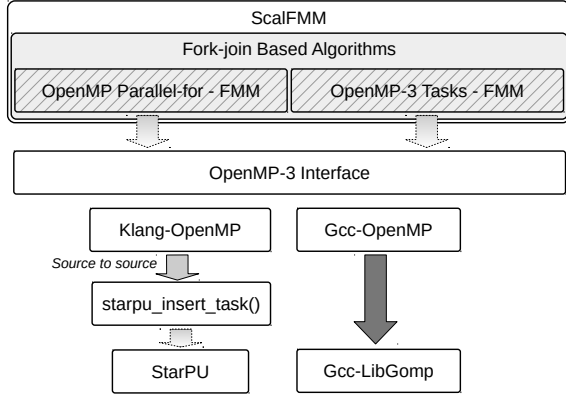 ScalFMM
Fork-join Based Algorithms
OpenMP Parallel-for - FMM
OpenMP-3 Tasks - FMM
OpenMP-3 Interface
Klang-OpenMP
Gcc-OpenMP
Source to source
starpu_insert_task()
StarPU
Gcc-LibGomp